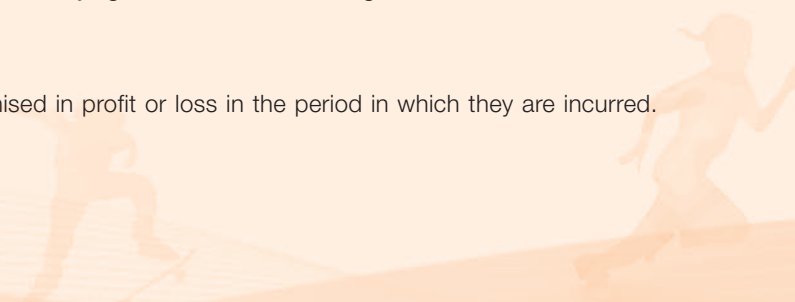 ised in profit or loss in the period in which they are incurred.